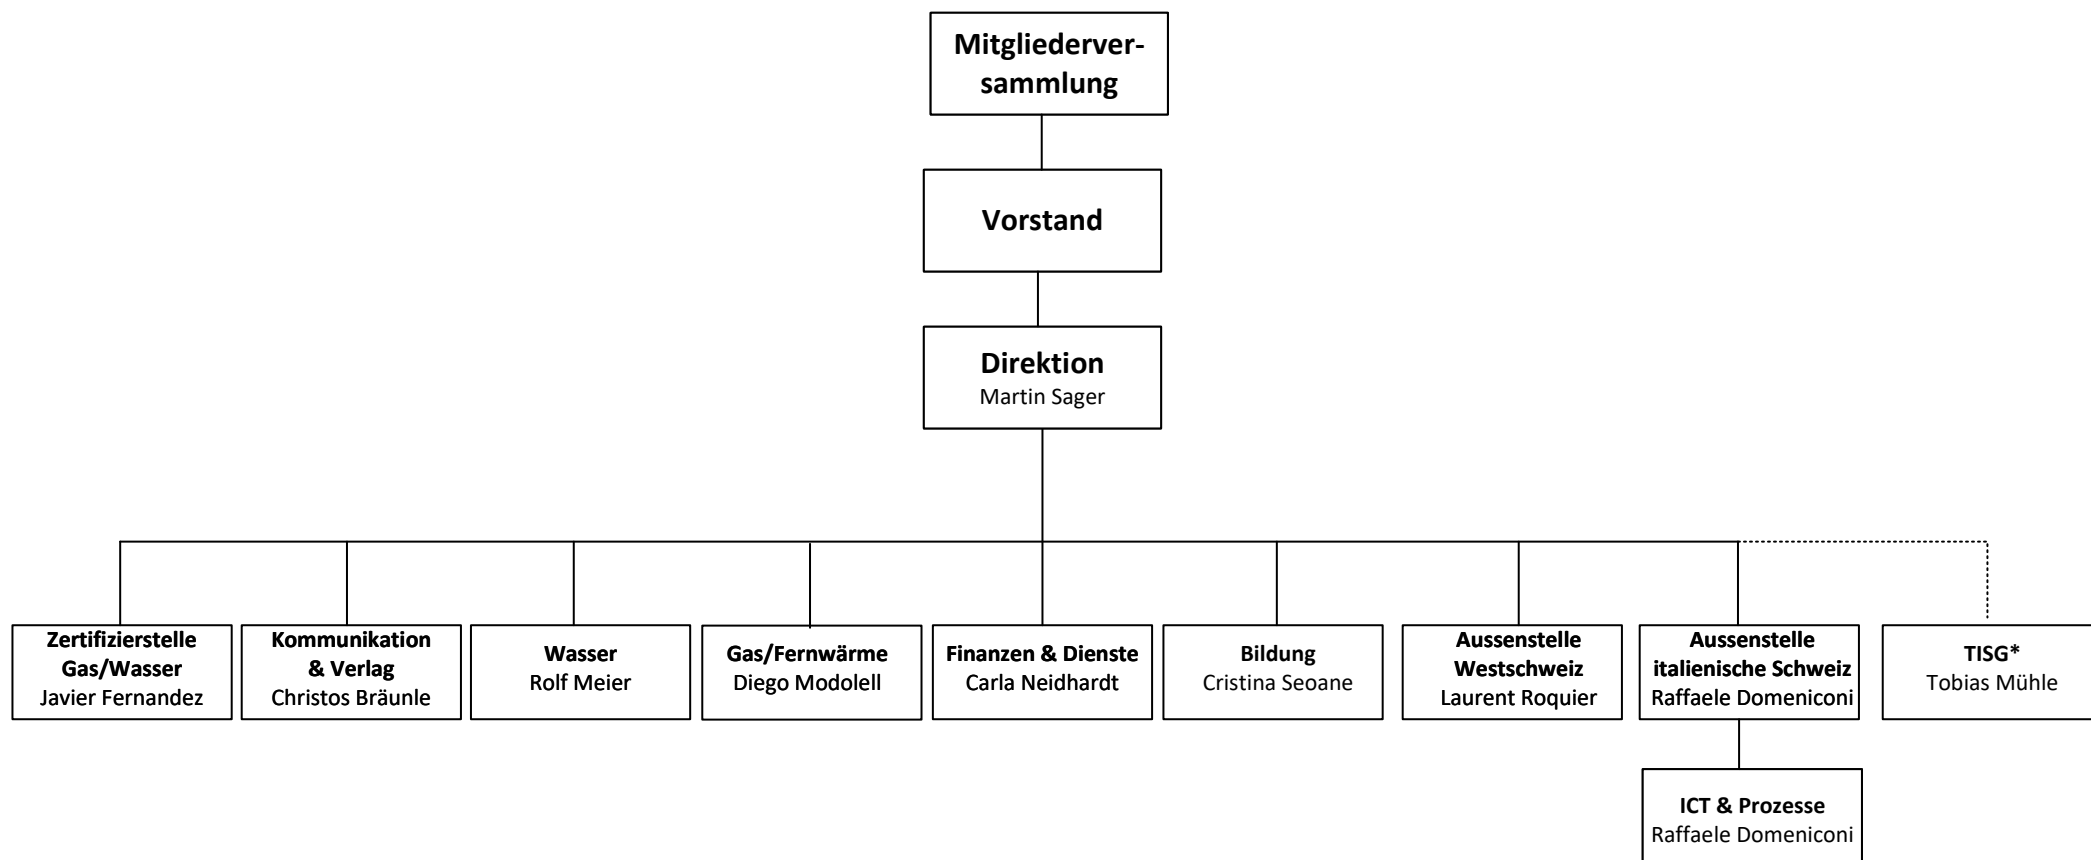 Mitgliederver-
sammlung
Vorstand
Direktion
Martin Sager
Zertifizierstelle
Gas/Wasser
Javier Fernandez
Kommunikation
& Verlag
Christos Bräunle
Wasser
Rolf Meier
Gas/Fernwärme
Diego Modolell
Finanzen & Dienste
Carla Neidhardt
Bildung
Cristina Seoane
Aussenstelle
Westschweiz
Laurent Roquier
Aussenstelle
italienische Schweiz
Raffaele Domeniconi
TISG*
Tobias Mühle
ICT & Prozesse
Raffaele Domeniconi